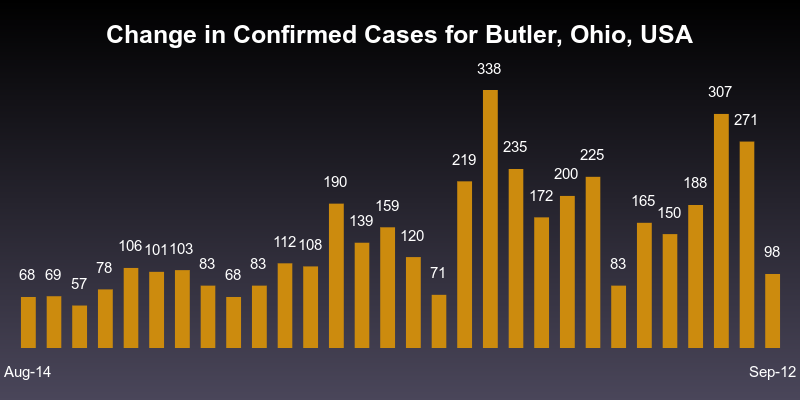 Change in Confirmed Cases for Butler, Ohio, USA
68 69 57 78 106 101 103 83 68 83 112 108 190 139 159 120 71 219 338 235 172 200 225 83 165 150 188 307 271 98
Aug-14 Sep-12